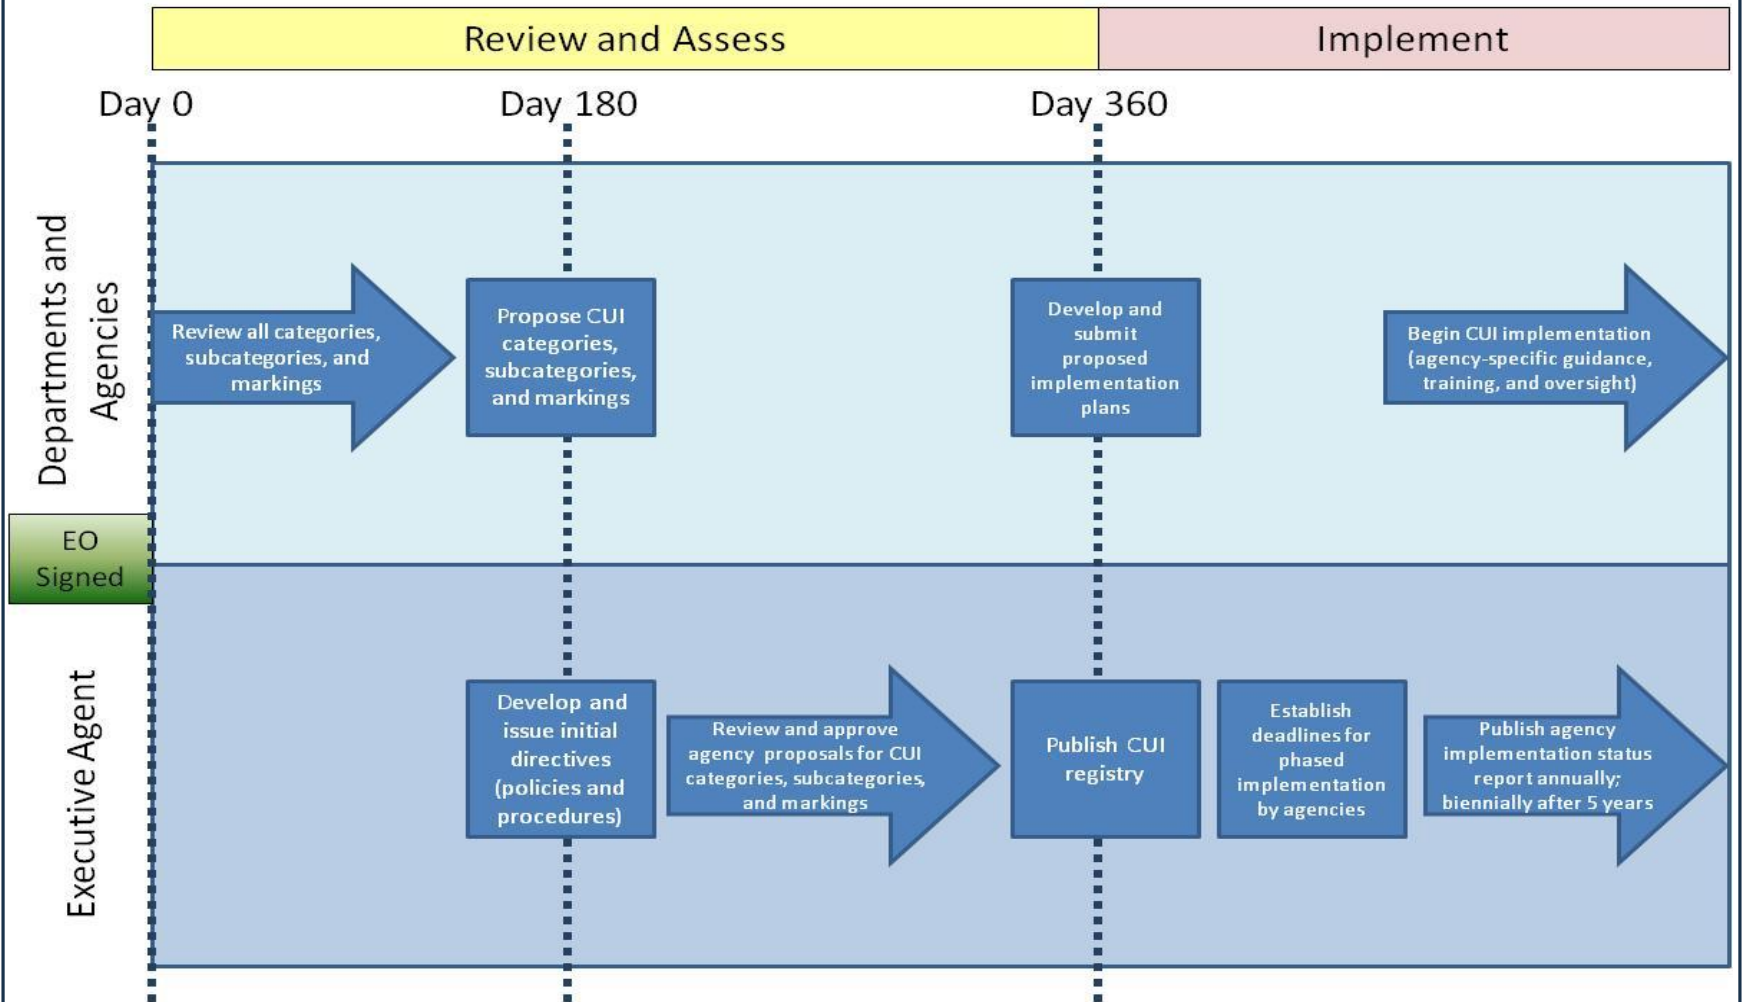 Review and Assess
Implement
Day 0
Day 180
Day 360
Departments and
Agencies
Review all categories,
subcategories, and
markings
Propose CUI
categories,
subcategories,
and markings
Develop and
submit
proposed
implementation
plans
Begin CUI implementation
(agency-specific guidance,
training, and oversight)
EO
Signed
Executive Agent
Develop and
issue initial
directives
(policies and
procedures)
Review and approve
agency proposals for CUI
categories, subcategories,
and markings
Publish CUI
registry
Establish
deadlines for
phased
implementation
by agencies
Publish agency
implementation status
report annually;
biennially after 5 years